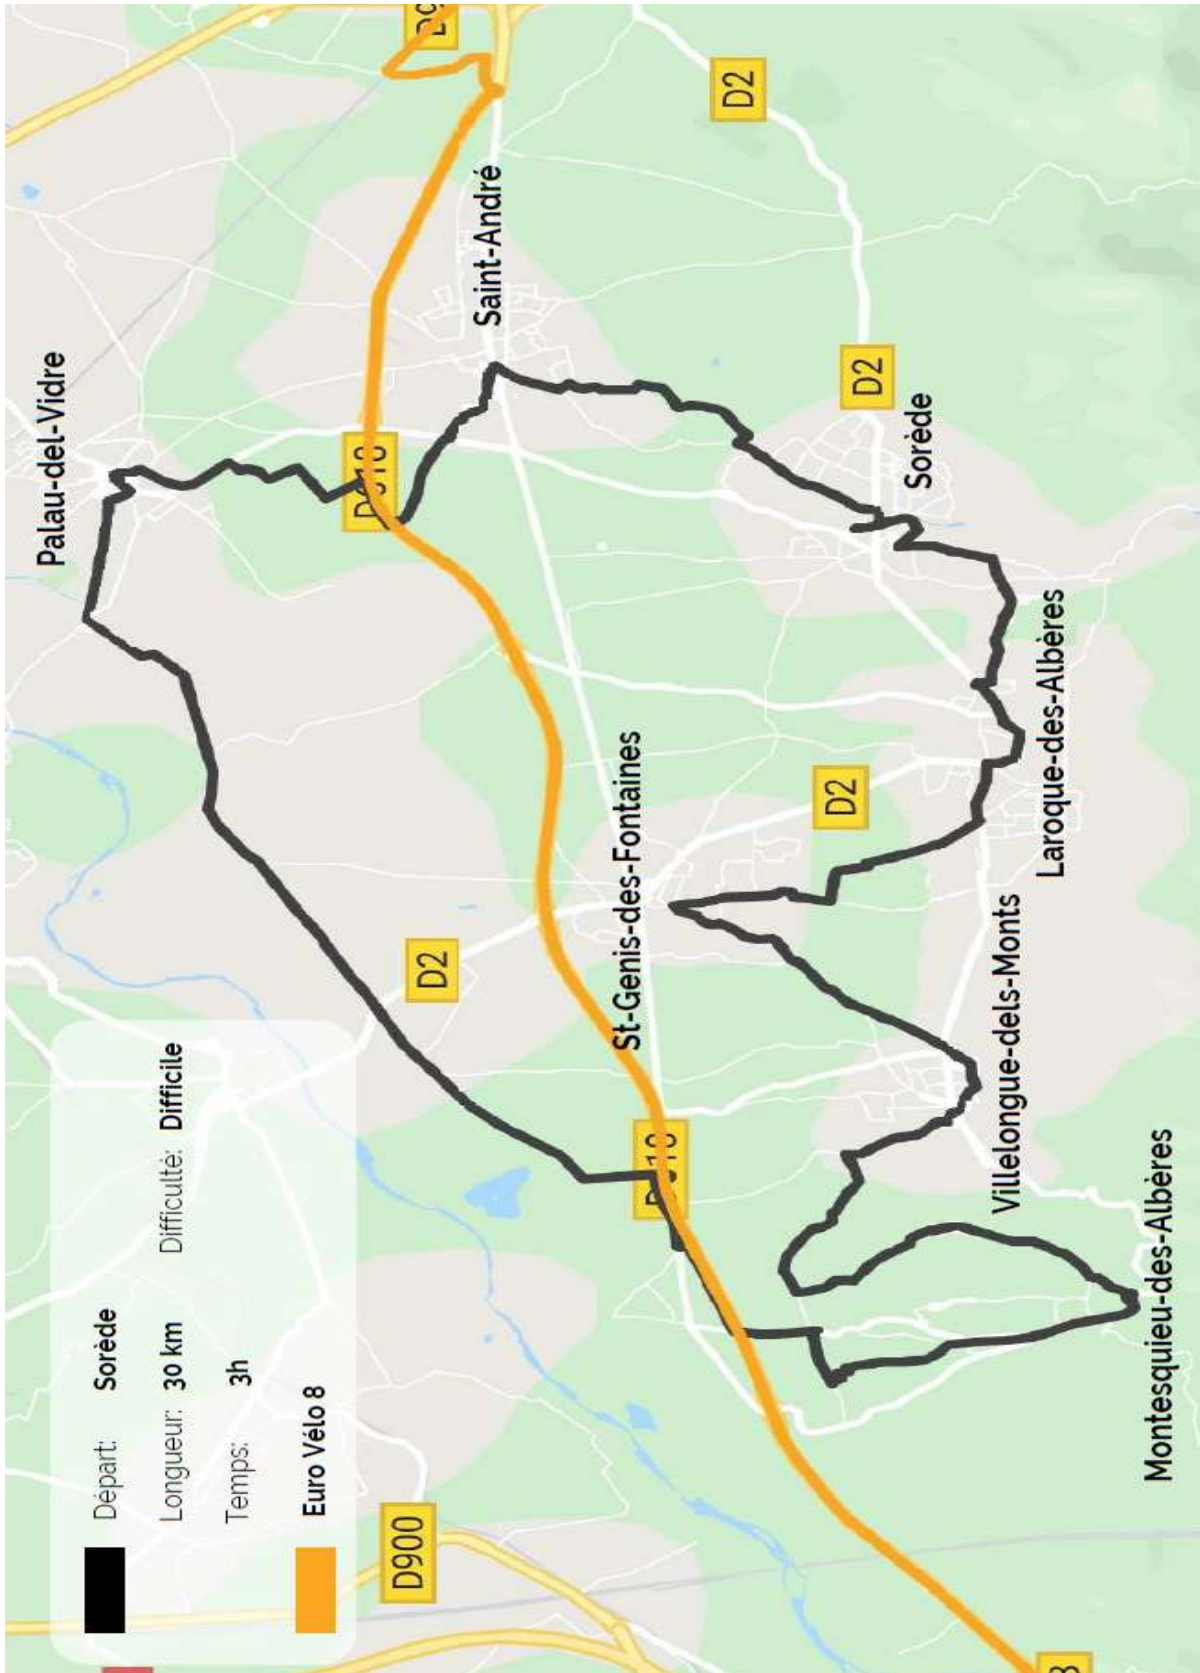 Départ: Sorède
Longueur: 30 km Difficulté: Difficile
Temps: 3h
Euro Vélo 8
D900
D2
Palau-del-Vidre
Saint-André
D2
D2
Sorède
St-Genis-des-Fontaines
D2
Laroque-des-Albères
Villelongue-dels-Monts
Montesquieu-des-Albères